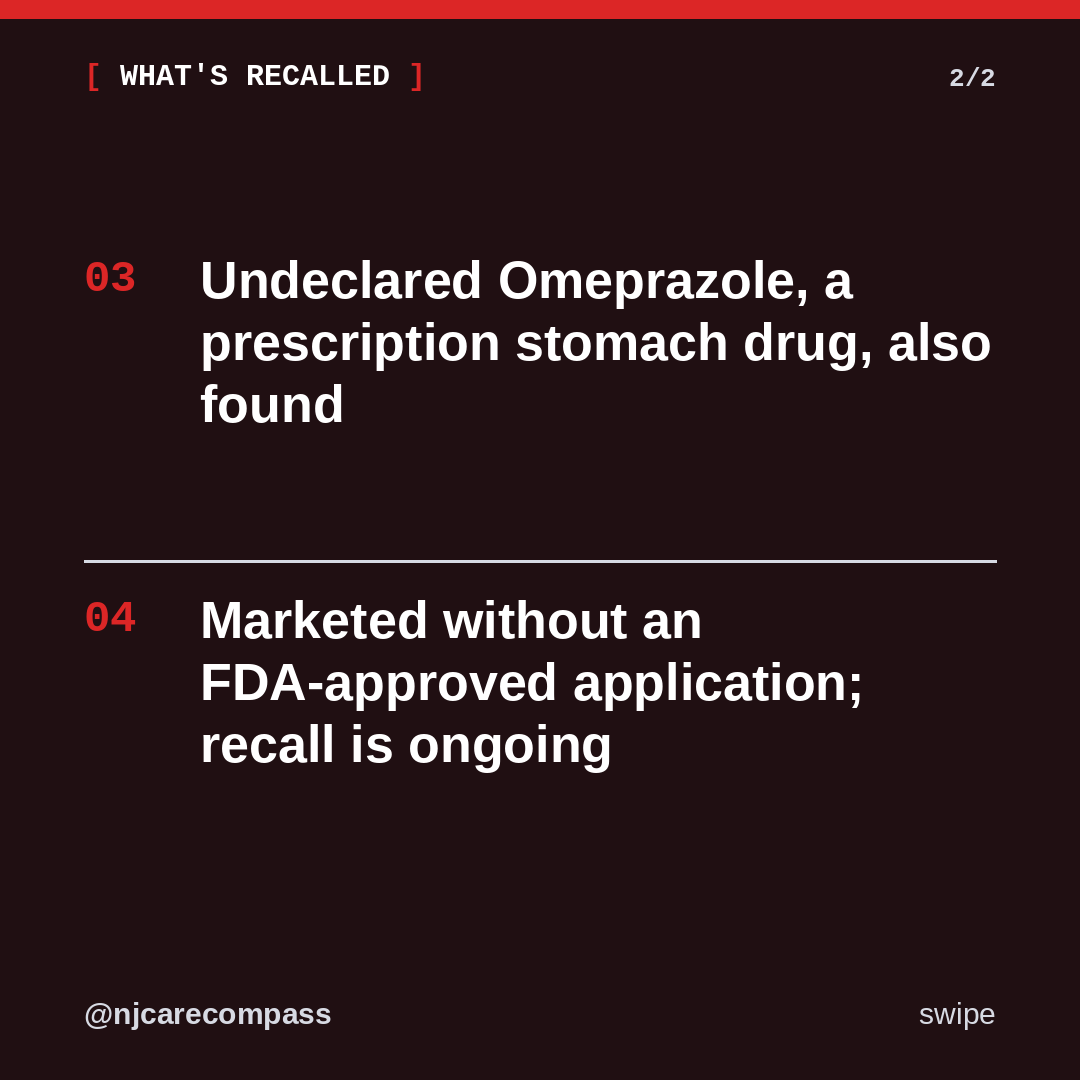 [ WHAT'S RECALLED ]
2/2
03
Undeclared Omeprazole, a
prescription stomach drug, also
found
04
Marketed without an
FDA-approved application;
recall is ongoing
@njcarecompass
swipe